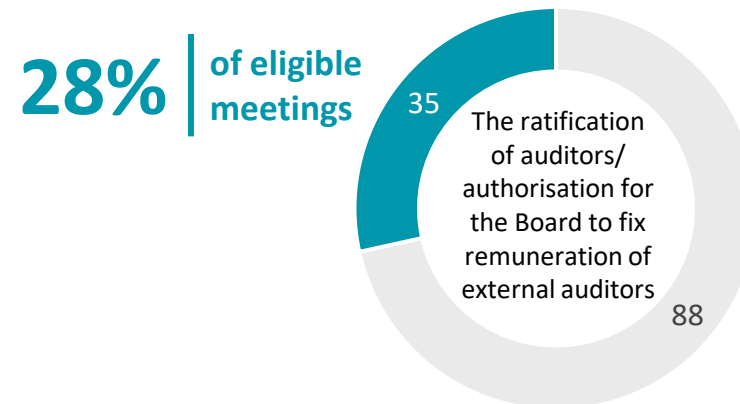 28%
of eligible
meetings
35
The ratification
of auditors/
authorisation for
the Board to fix
remuneration of
external auditors
88